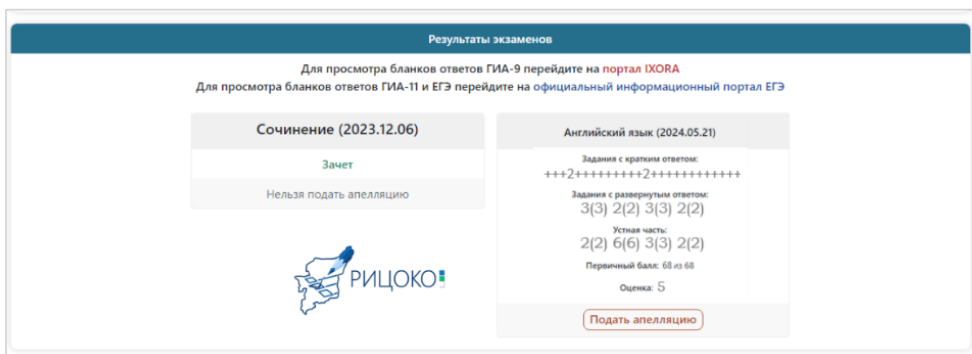 Результаты экзаменов
Для просмотра бланков ответов ГИА-9 перейдите на портал IXORA
Для просмотра бланков ответов ГИА-11 и ЕГЭ перейдите на официальный информационный портал ЕГЭ
Сочинение (2023.12.06)
Зачет
Нельзя подать апелляцию
РИЦОКО
Английский язык (2024.05.21)
Задания с кратким ответом:
+++2+++++++++2++++++++++++
Задания с развернутым ответом:
3(3) 2(2) 3(3) 2(2)
Устная часть:
2(2) 6(6) 3(3) 2(2)
Первичный балл: 68 из 68
Оценка: 5
Подать апелляцию